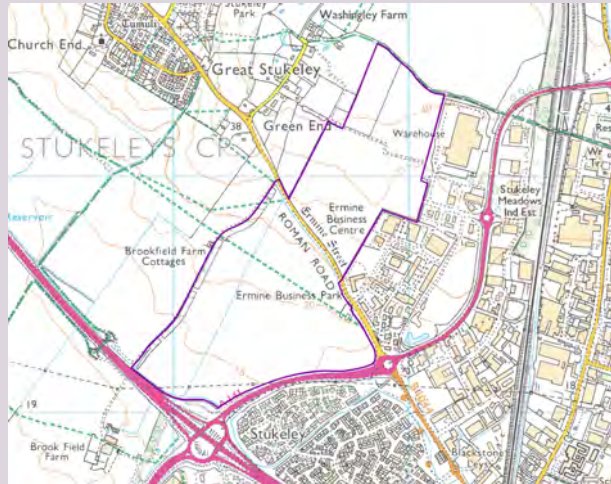 Stukeley
Park
Washingley Farm
Tumuli
Church End
Great Stukeley
38
Green End
Warehouse
STUKELEYS CP
Reservoir
Stukeley
Meadows
Ind Est
Ermine
Business
Centre
Ermine Street
ROMAN ROAD
Brookfield Farm
Cottages
Ermine Business Park
19
18
B1044
Stukeley
Brook Field
Farm
Blackstone
Leys